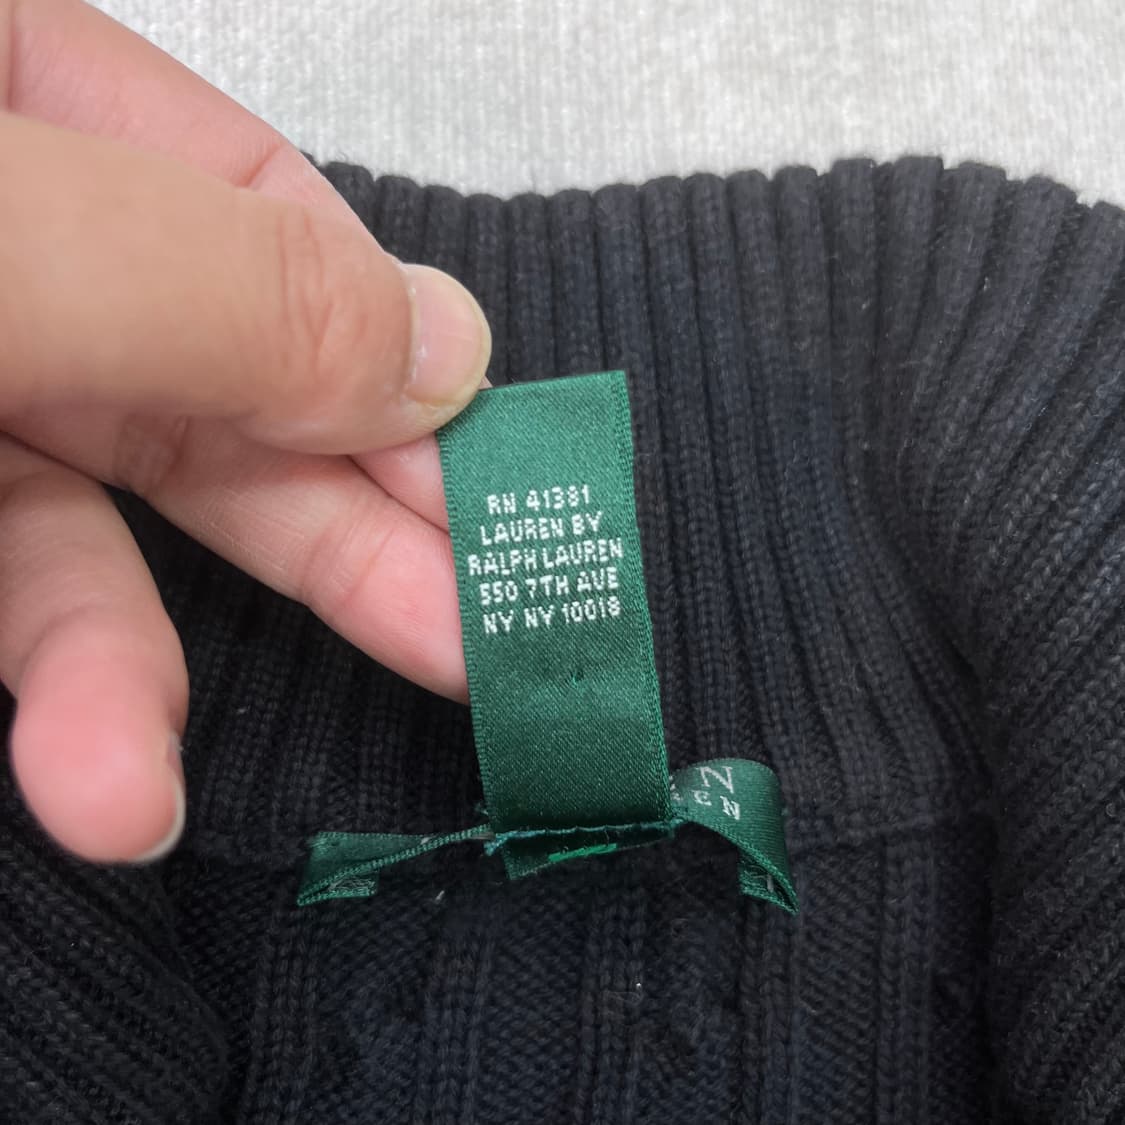 RN 41381
LAUREN BY
RALPH LAUREN
550 7TH AVE
NY NY 10018